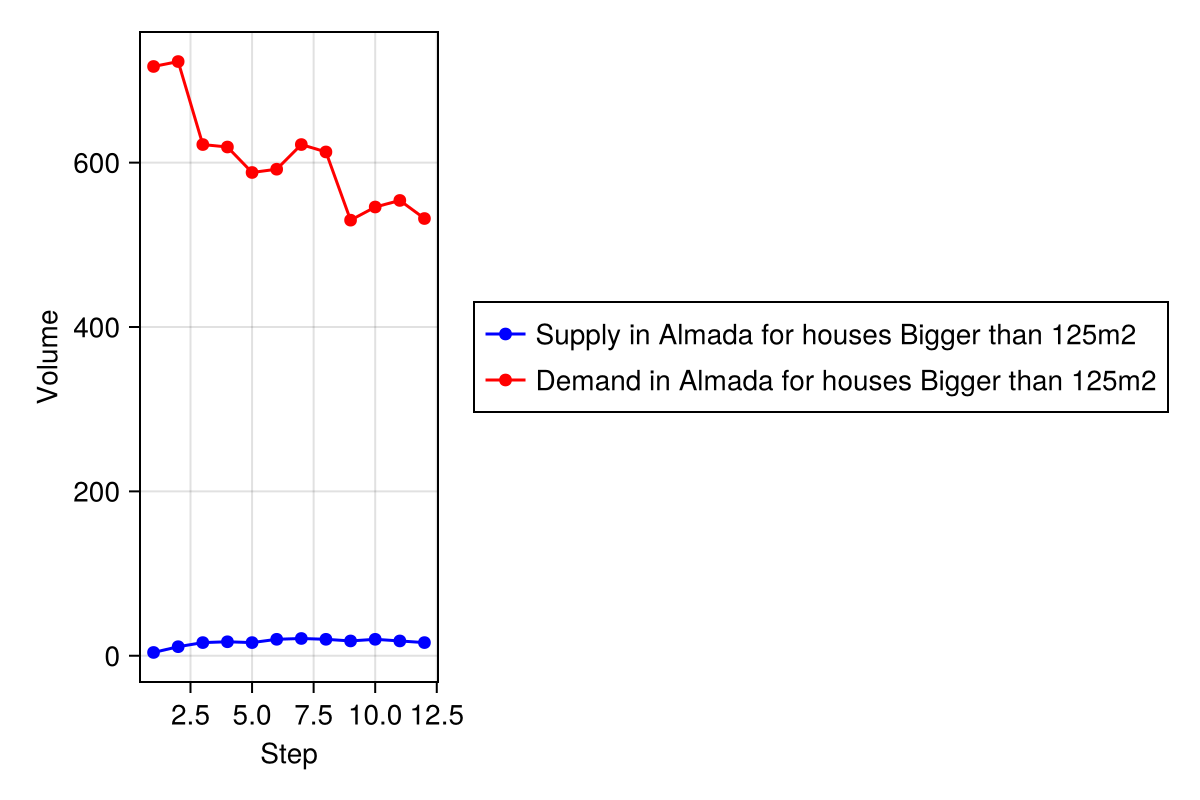 Volume
600
400
200
0
2.5 5.0 7.5 10.0 12.5
Step
Supply in Almada for houses Bigger than 125m2
Demand in Almada for houses Bigger than 125m2